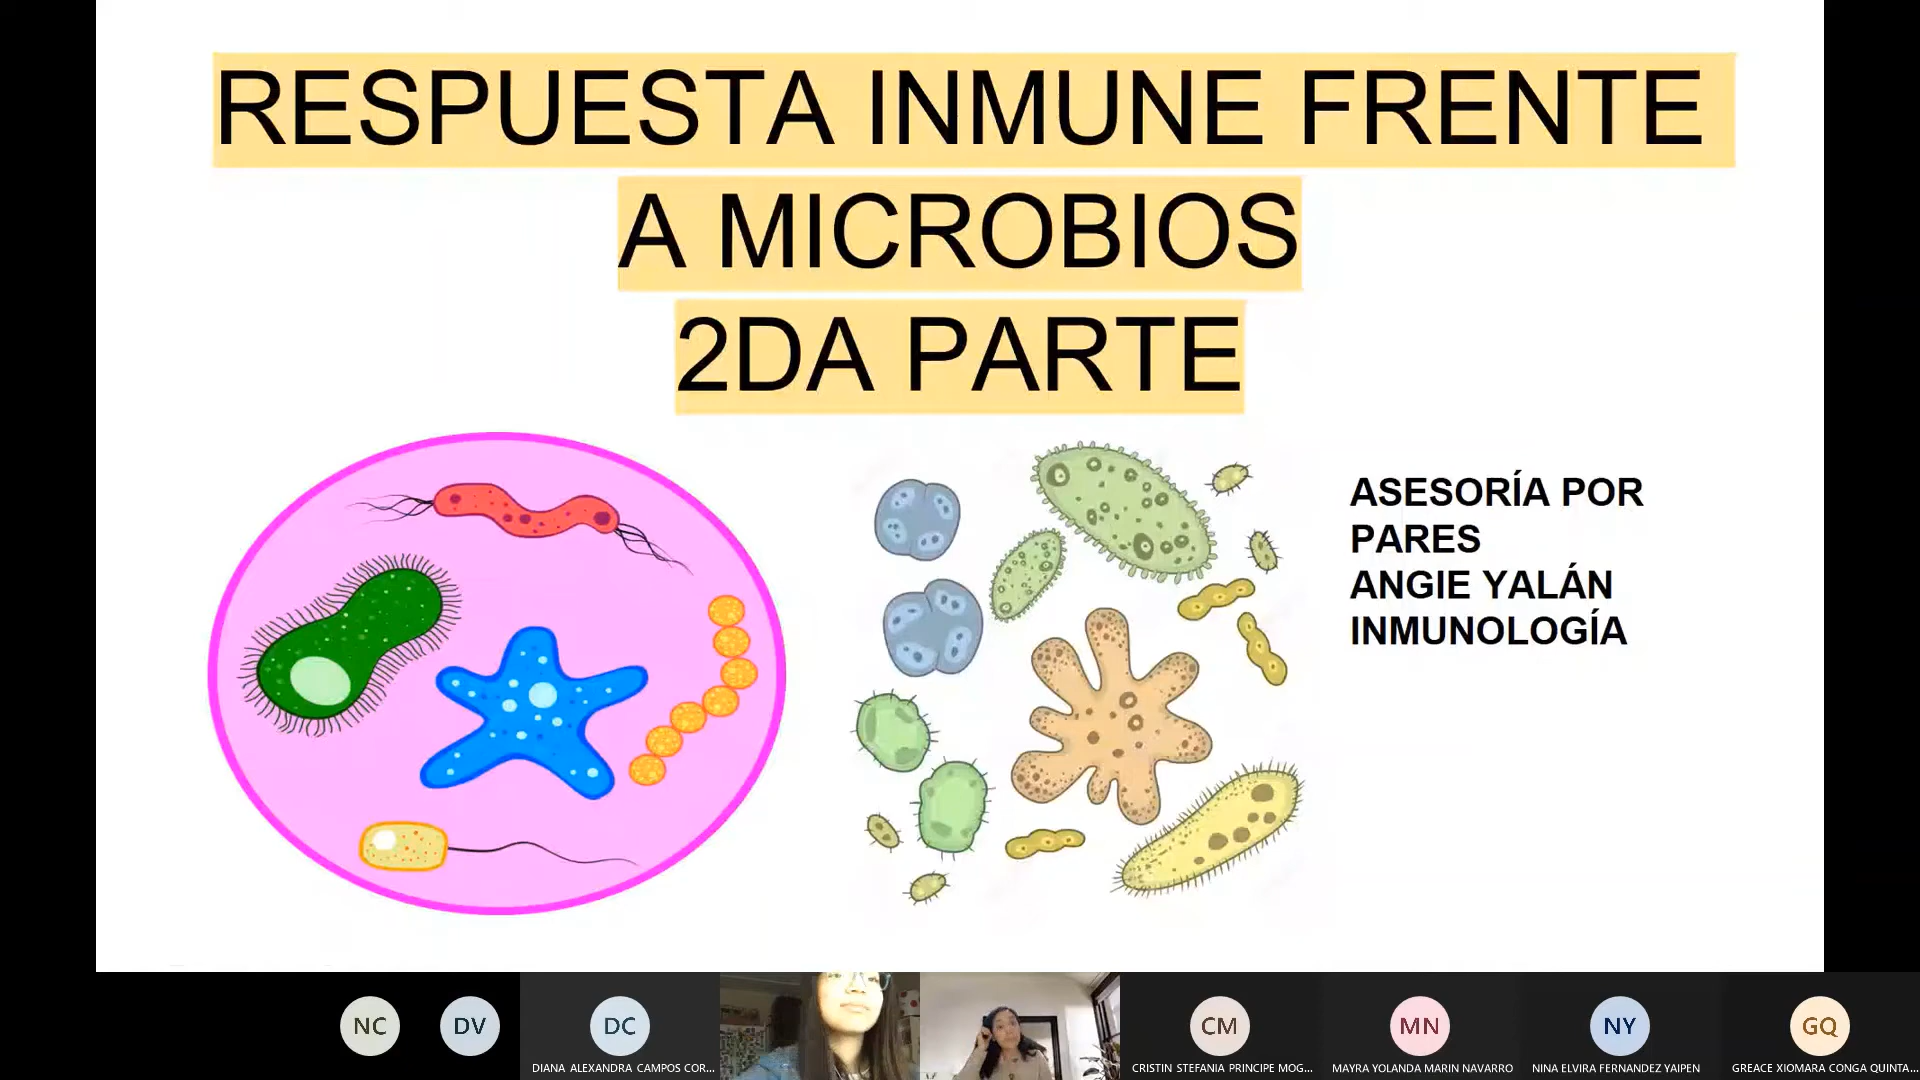 RESPUESTA INMUNE FRENTE
A MICROBIOS
2DA PARTE
ASESORÍA POR
PARES
ANGIE YALÁN
INMUNOLOGÍA
NC
DV
DC
CM
MN
NY
GQ
DIANA ALEXANDRA CAMPOS COR...
CRISTIN STEFANIA PRINCIPE MOG...
MAYRA YOLANDA MARIN NAVARRO
NINA ELVIRA FERNANDEZ YAIPEN
GREACE XIOMARA CONGA QUINTA...